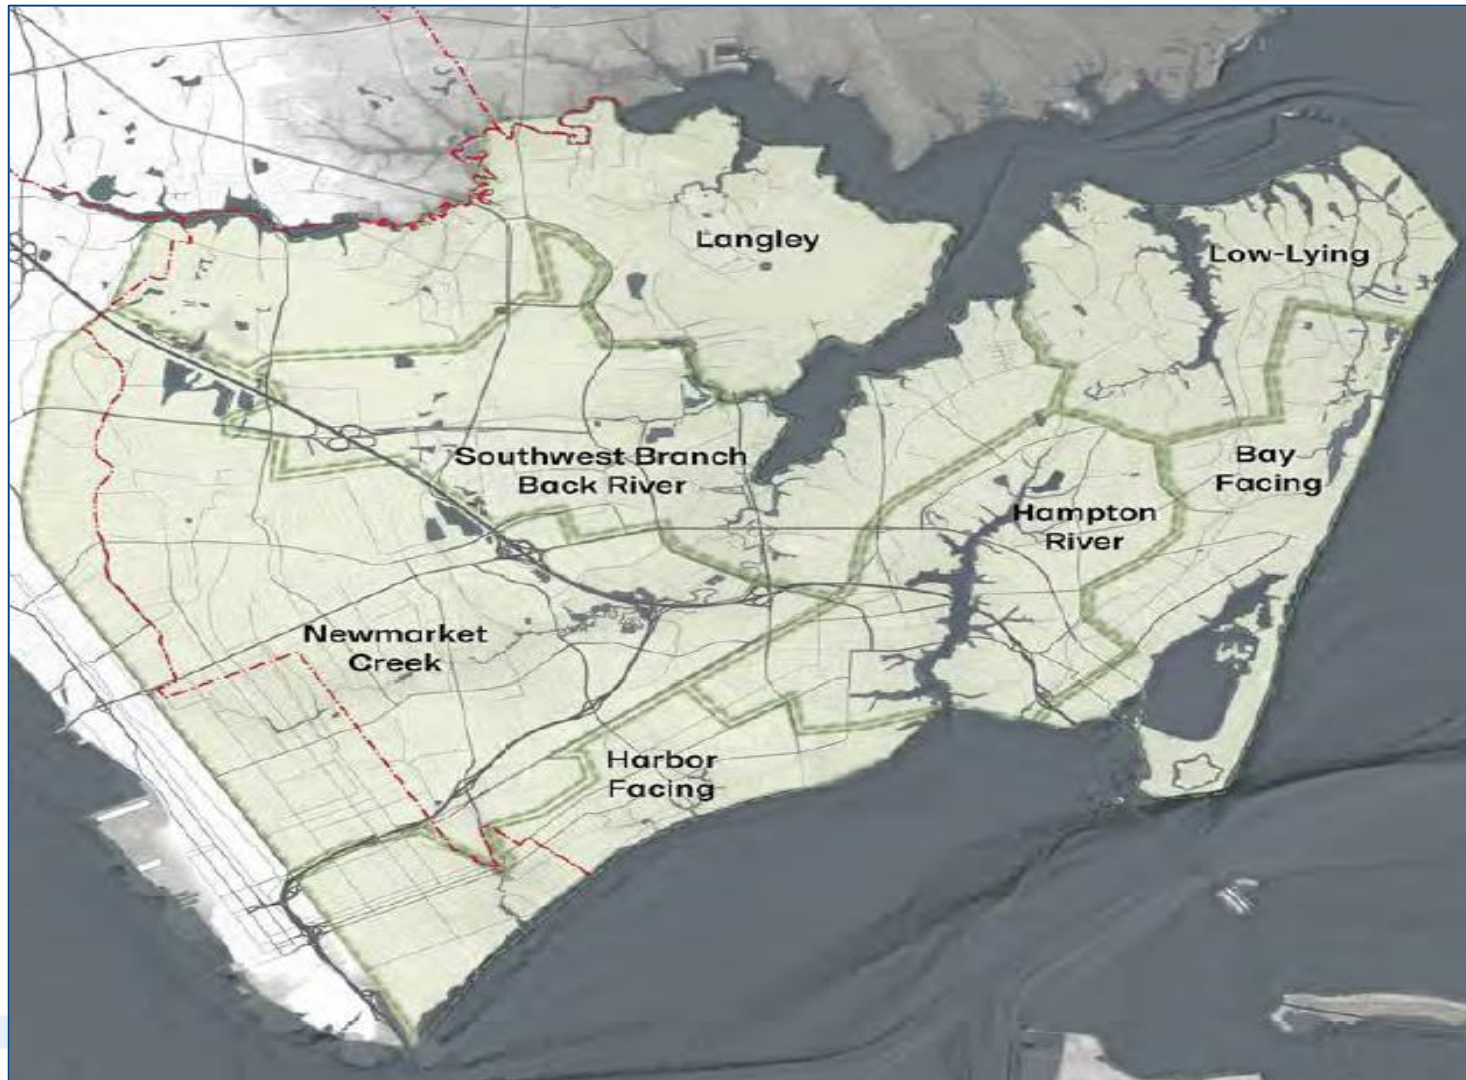 Langley
Low-Lying
Southwest Branch
Back River
Bay
Facing
Hampton
River
Newmarket
Creek
Harbor
Facing